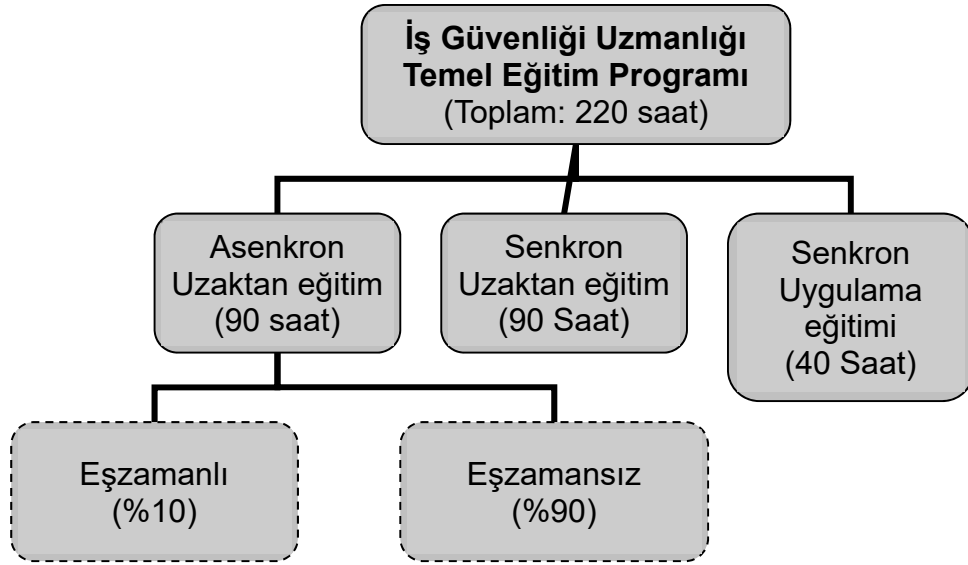 İş Güvenliği Uzmanlığı
Temel Eğitim Programı
(Toplam: 220 saat)
Asenkron
Uzaktan eğitim
(90 saat)
Senkron
Uzaktan eğitim
(90 Saat)
Senkron
Uygulama
eğitimi
(40 Saat)
Eşzamanlı
(%10)
Eşzamansız
(%90)